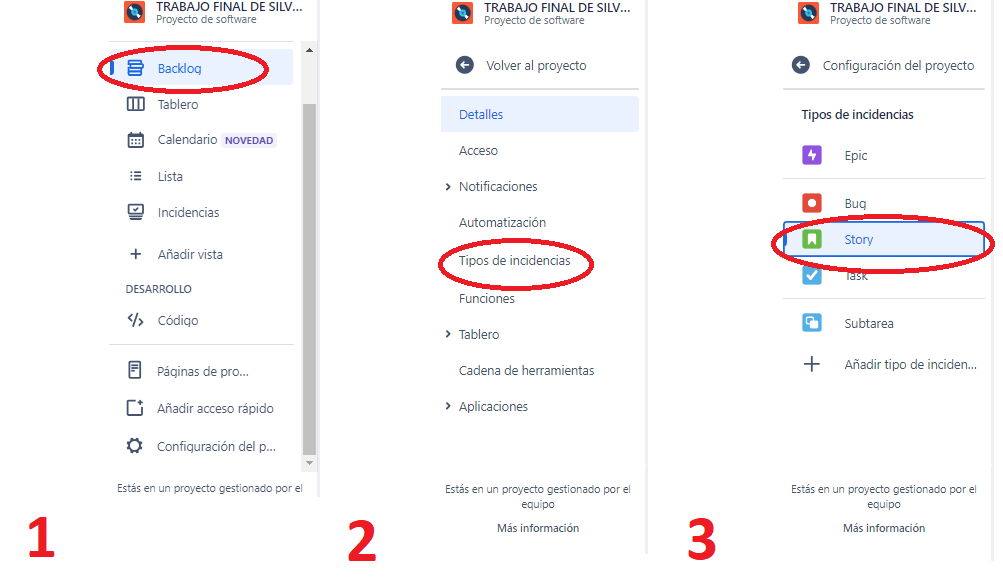 TRABAJO FINAL DE SILV...
Proyecto de software
Backlog
Tablero
Calendario NOVEDAD
Lista
Incidencias
Añadir vista
DESARROLLO
Código
Páginas de pro...
Añadir acceso rápido
Configuración del p...
Estás en un proyecto gestionado por el
1
TRABAJO FINAL DE SILV...
Proyecto de software
Volver al proyecto
Detalles
Acceso
Notificaciones
Automatización
Tipos de incidencias
Funciones
Tablero
Cadena de herramientas
Aplicaciones
Estás en un proyecto gestionado por el
equipo
Más información
2
TRABAJO FINAL DE SILV...
Proyecto de software
Configuración del proyecto
Tipos de incidencias
Epic
Bug
Story
Task
Subtarea
Añadir tipo de inciden...
Estás en un proyecto gestionado por el
equipo
Más información
3